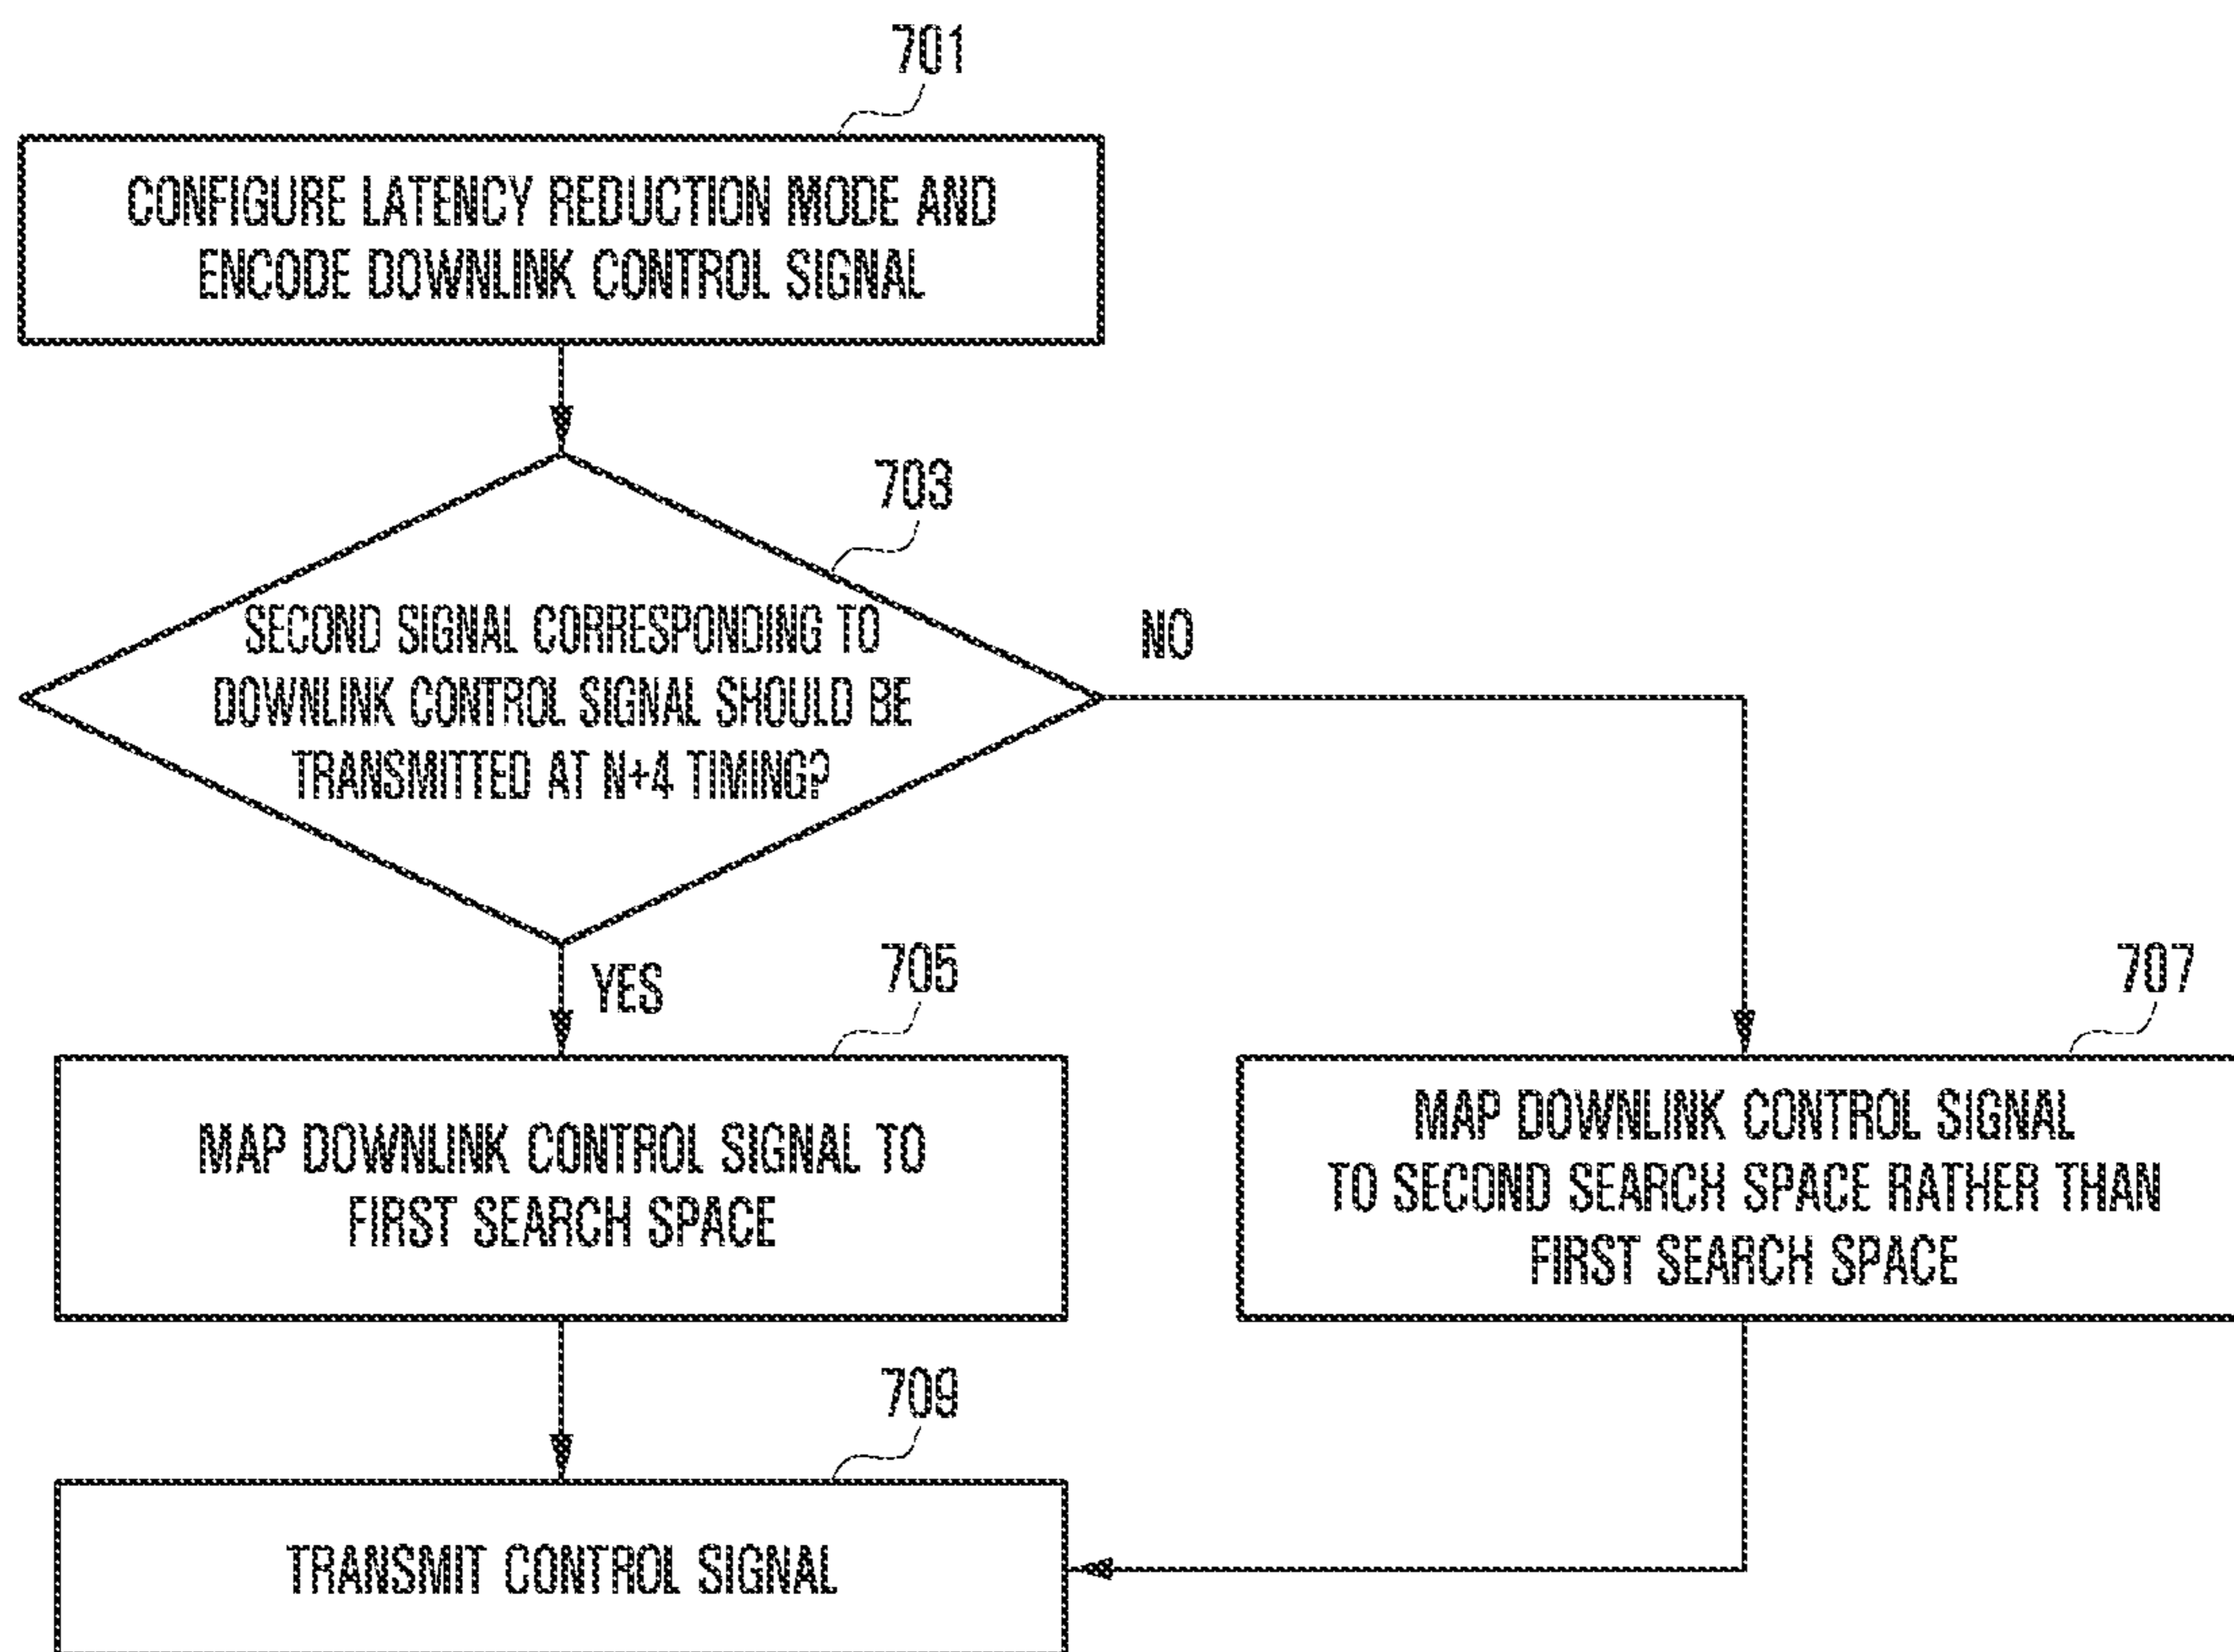 701
CONFIGURE LATENCY REDUCTION MODE AND
ENCODE DOWNLINK CONTROL SIGNAL
703
SECOND SIGNAL CORRESPONDING TO
DOWNLINK CONTROL SIGNAL SHOULD BE
TRANSMITTED AT N+4 TIMING?
NO
YES
705
MAP DOWNLINK CONTROL SIGNAL TO
FIRST SEARCH SPACE
707
MAP DOWNLINK CONTROL SIGNAL
TO SECOND SEARCH SPACE RATHER THAN
FIRST SEARCH SPACE
709
TRANSMIT CONTROL SIGNAL